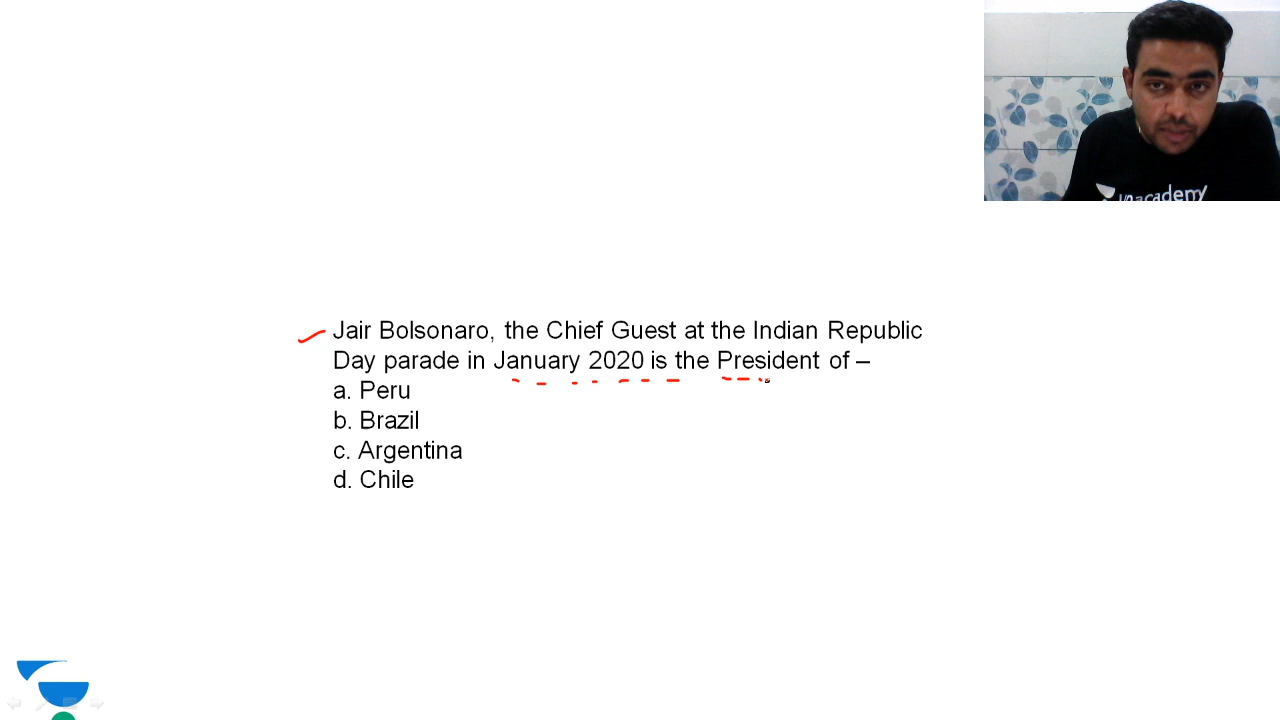 unacademy
Jair Bolsonaro, the Chief Guest at the Indian Republic
Day parade in January 2020 is the President of –
a. Peru
b. Brazil
c. Argentina
d. Chile